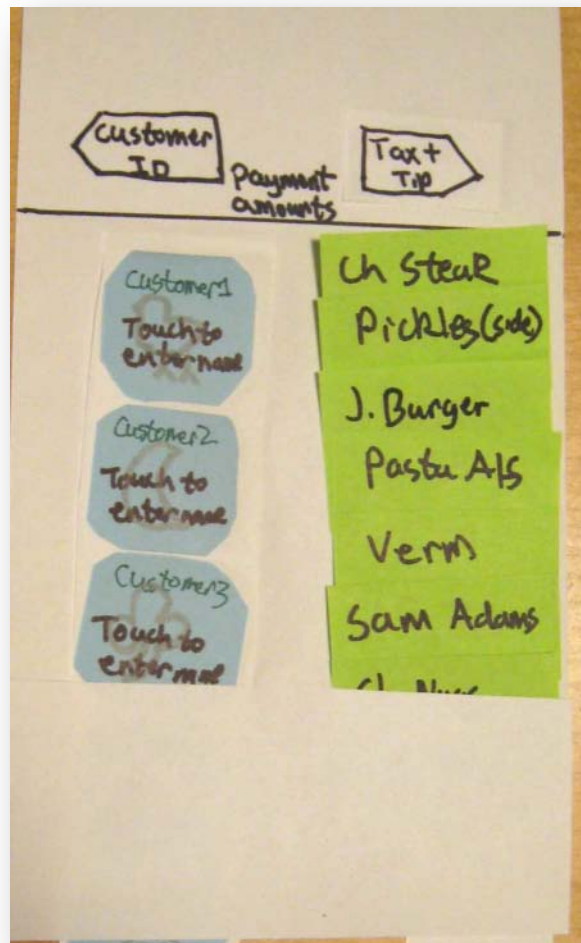 Customer
ID
Payment
amounts
Tax+
Tip
Customer1
Touch to
enter name
Customer2
Touch to
enter name
Customer3
Touch to
enter name
Ch Steak
Pickles (side)
J. Burger
Pasta Als
Verm
Sam Adams